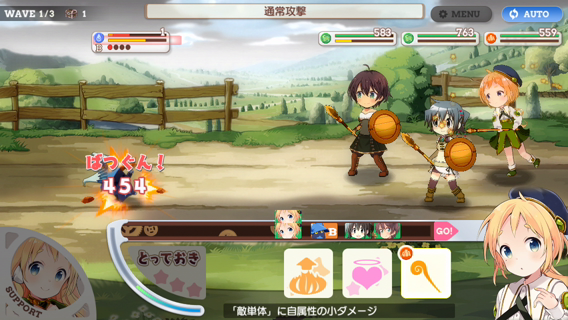 WAVE 1/3
1
通常攻撃
MENU
AUTO
1
583
763
559
ばつぐん!
454
B
GO!
とっておき
SUPPORT
「敵単体」に自属性の小ダメージ